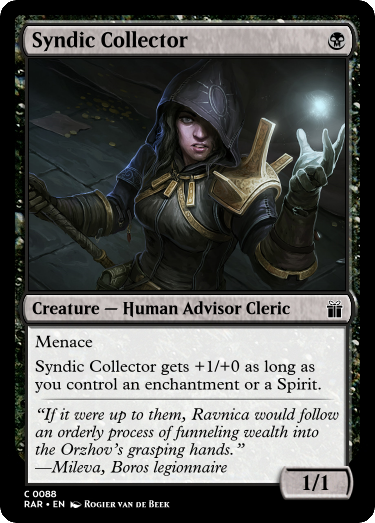 Syndic Collector
Creature — Human Advisor Cleric
Menace
Syndic Collector gets +1/+0 as long as
you control an enchantment or a Spirit.
“If it were up to them, Ravnica would follow
an orderly process of funneling wealth into
the Orzhov's grasping hands.”
—Mileva, Boros legionnaire
1/1
C 0088
RAR • EN Rogier van de Beek